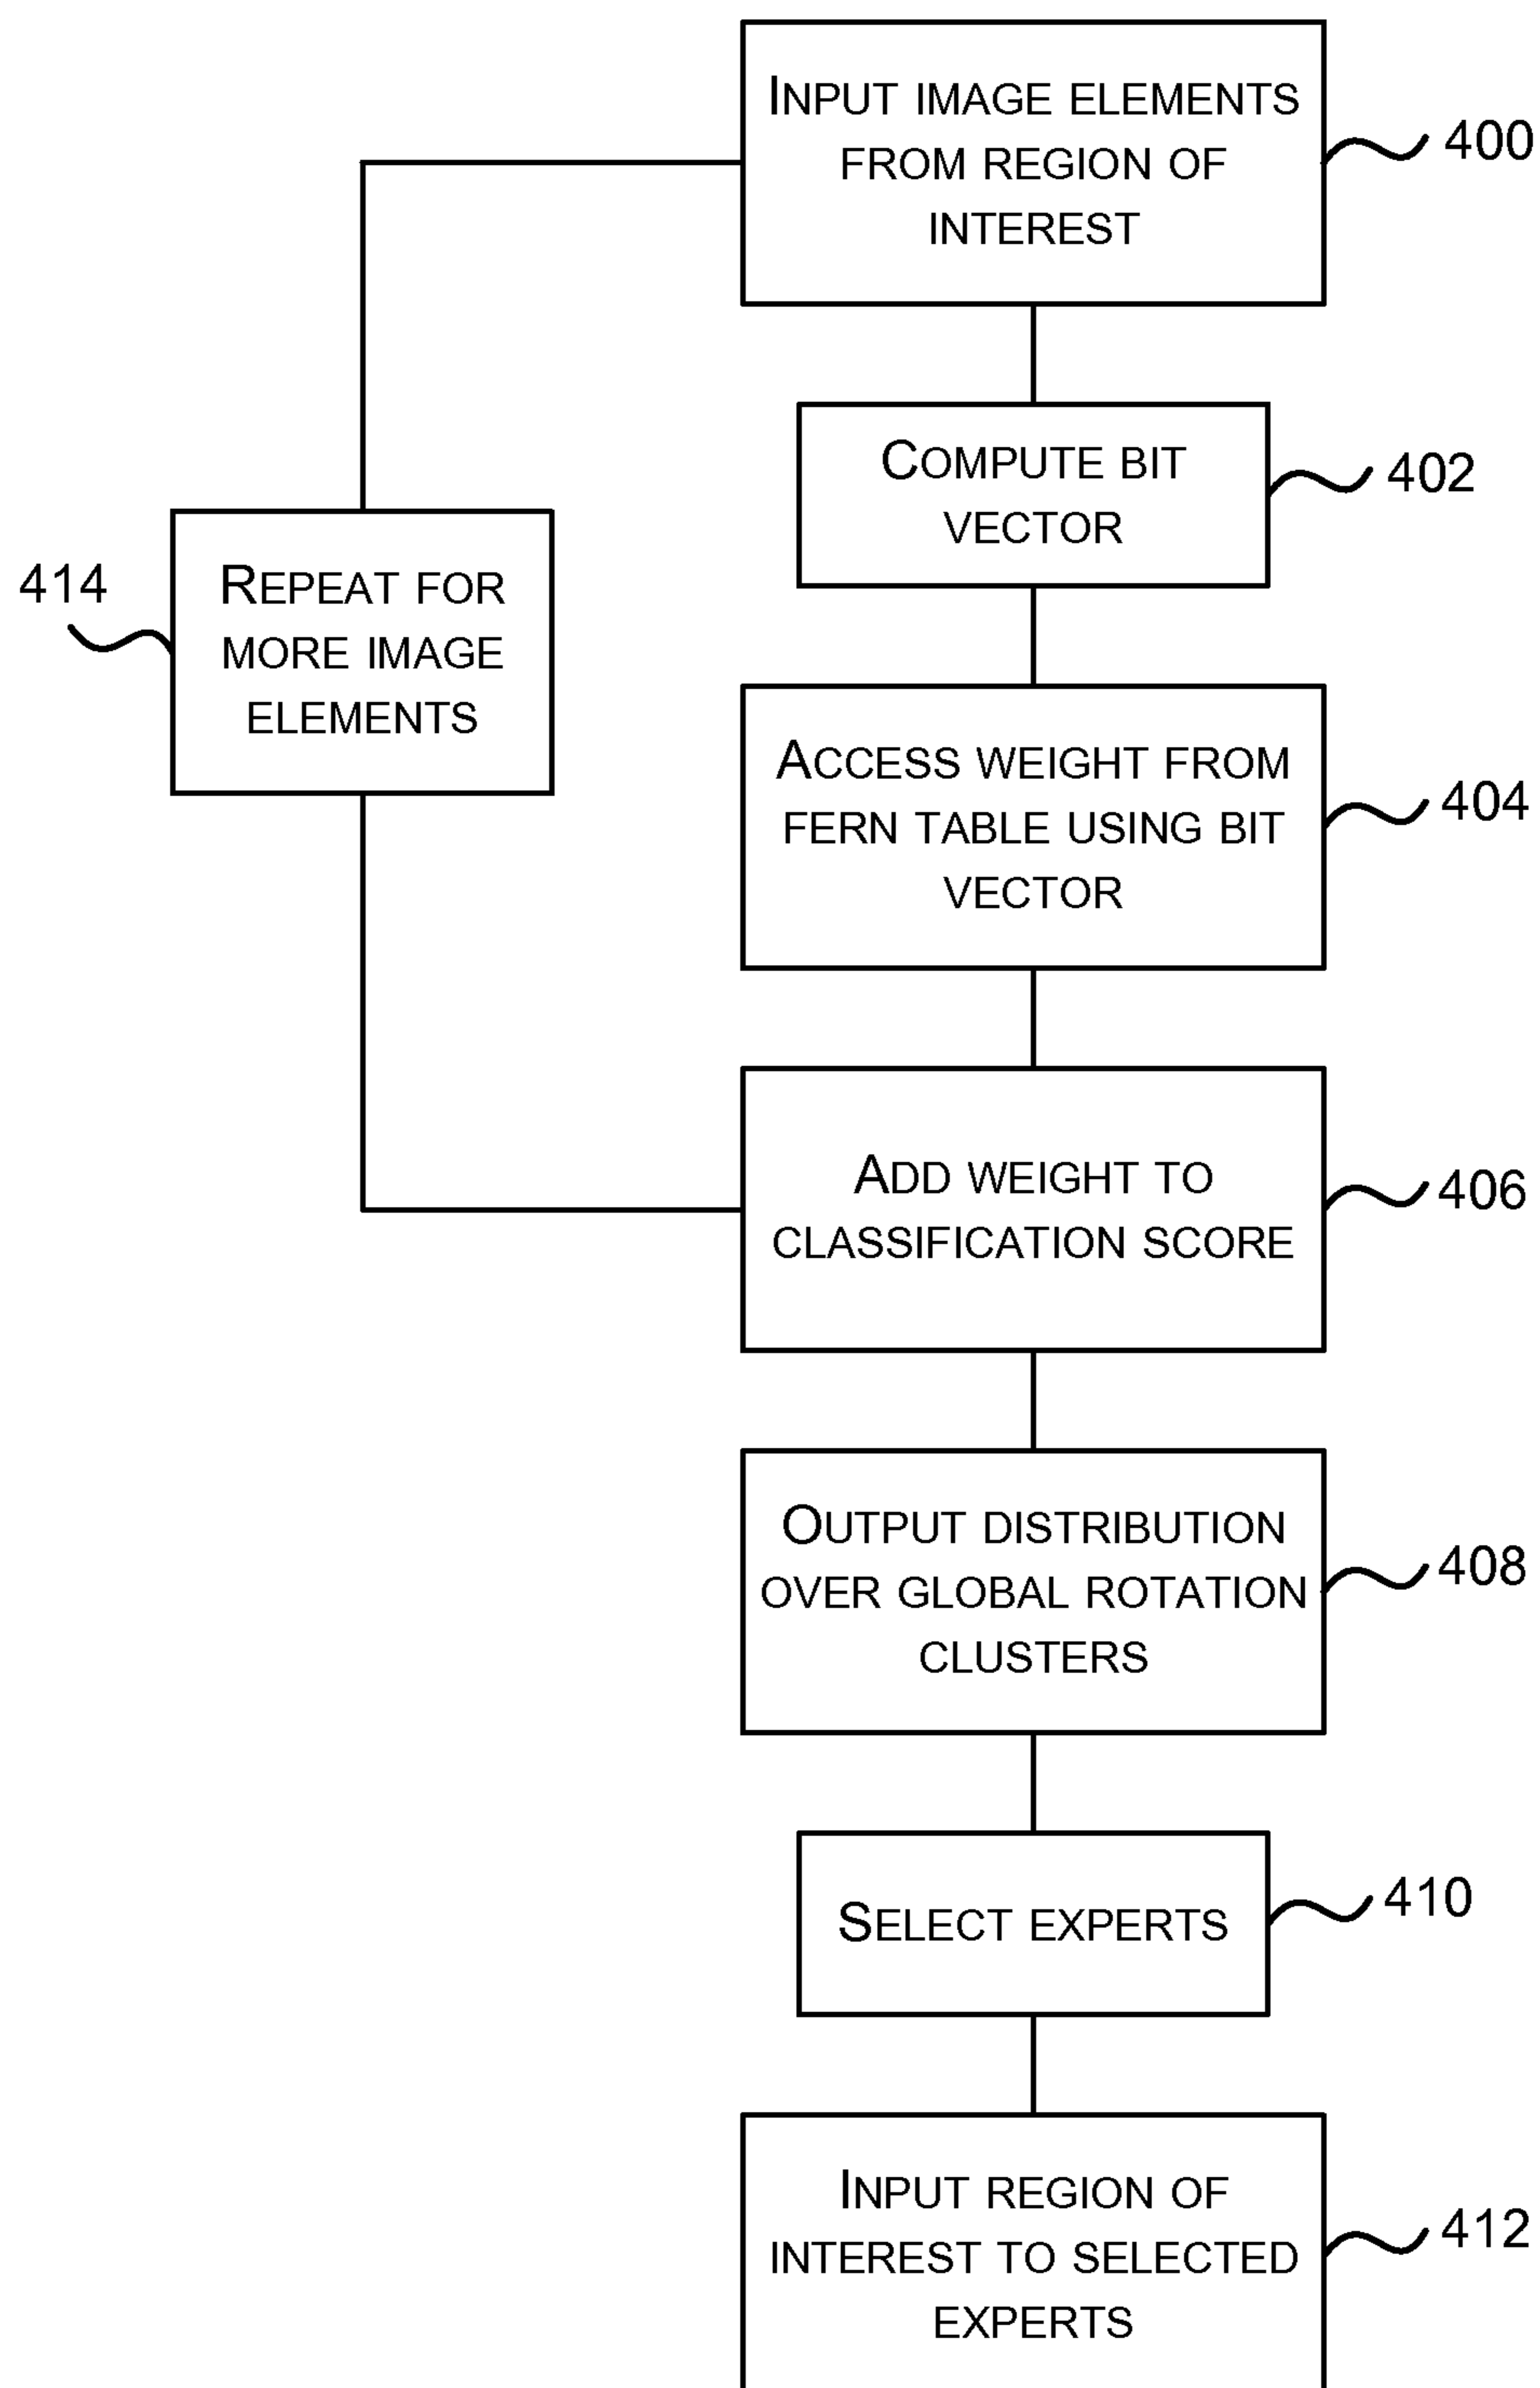 INPUT IMAGE ELEMENTS
FROM REGION OF
INTEREST
400
COMPUTE BIT
VECTOR
402
414
REPEAT FOR
MORE IMAGE
ELEMENTS
ACCESS WEIGHT FROM
FERN TABLE USING BIT
VECTOR
404
ADD WEIGHT TO
CLASSIFICATION SCORE
406
OUTPUT DISTRIBUTION
OVER GLOBAL ROTATION
CLUSTERS
408
SELECT EXPERTS
410
INPUT REGION OF
INTEREST TO SELECTED
EXPERTS
412